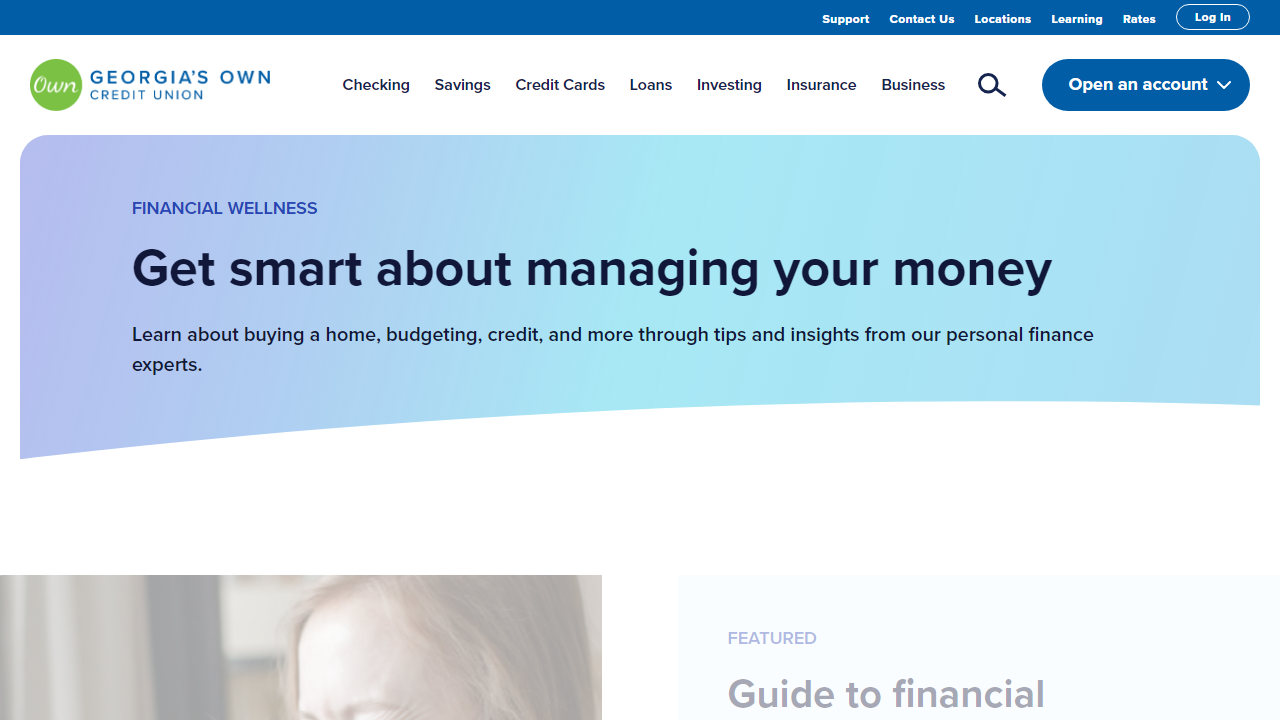 Support Contact Us Locations Learning Rates Log In
Own GEORGIA'S OWN
CREDIT UNION
Checking Savings Credit Cards Loans Investing Insurance Business Open an account
FINANCIAL WELLNESS
Get smart about managing your money
Learn about buying a home, budgeting, credit, and more through tips and insights from our personal finance
experts.
FEATURED
Guide to financial